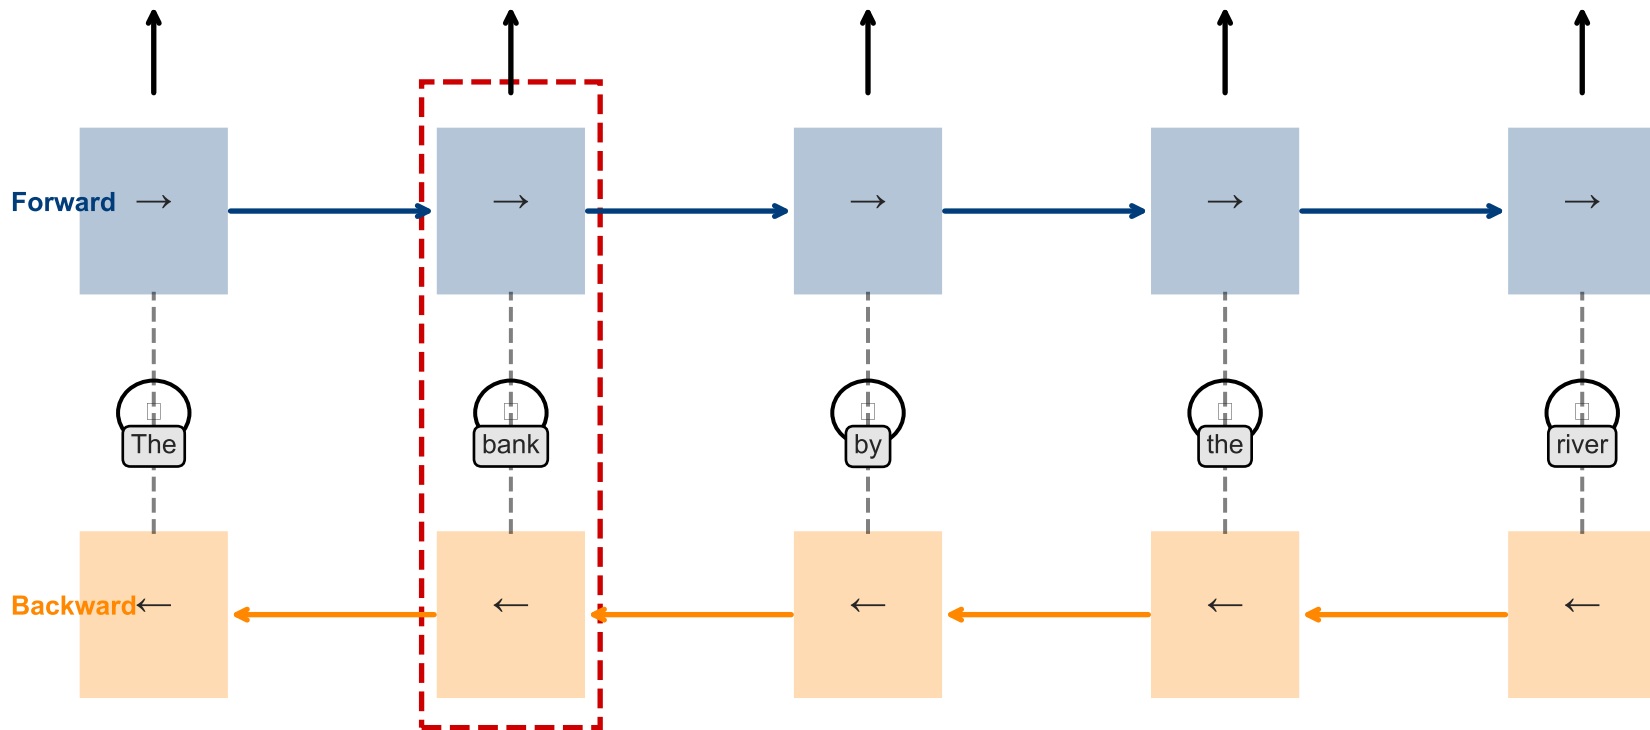 Forward → → → → →
□ □ □ □ □
The bank by the river
Backward ← ← ← ← ←